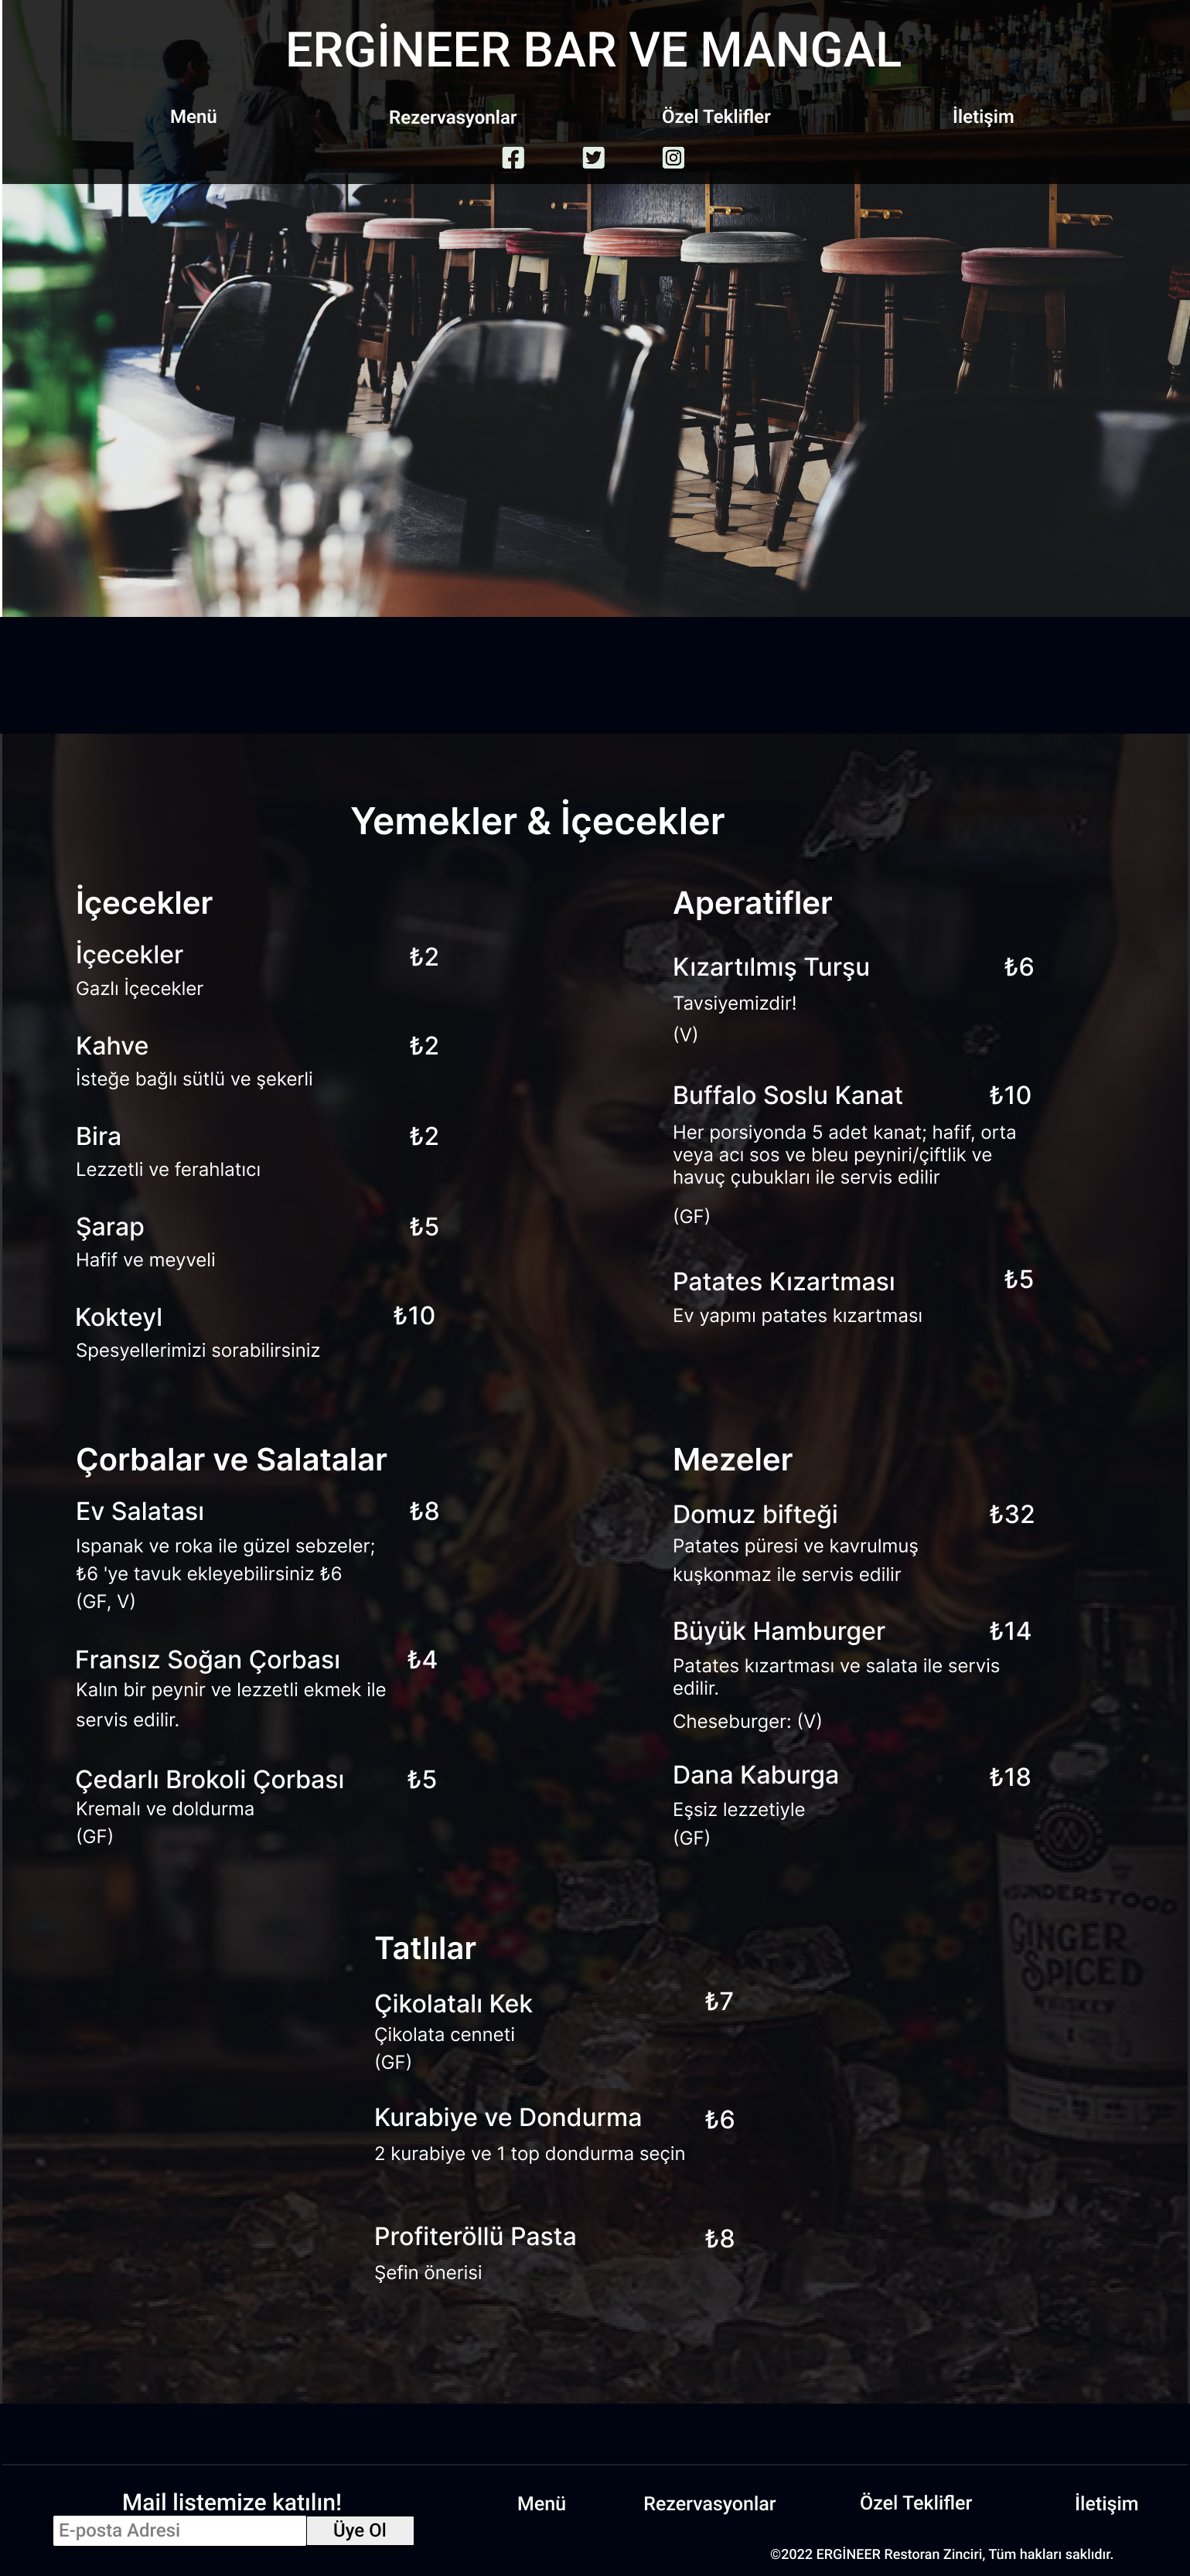 ERGİNEER BAR VE MANGAL
Menü
Rezervasyonlar
Özel Teklifler
İletişim
Yemekler & İçecekler
İçecekler
İçecekler ₺2
Gazlı İçecekler
Kahve ₺2
İsteğe bağlı sütlü ve şekerli
Bira ₺2
Lezzetli ve ferahlatıcı
Şarap ₺5
Hafif ve meyveli
Kokteyl ₺10
Spesyellerimizi sorabilirsiniz
Aperatifler
Kızartılmış Turşu ₺6
Tavsiyemizdir!
(V)
Buffalo Soslu Kanat ₺10
Her porsiyonda 5 adet kanat; hafif, orta
veya acı sos ve bleu peyniri/çiftlik ve
havuç çubukları ile servis edilir
(GF)
Patates Kızartması ₺5
Ev yapımı patates kızartması
Çorbalar ve Salatalar
Ev Salatası ₺8
Ispanak ve roka ile güzel sebzeler;
₺6 'ye tavuk ekleyebilirsiniz ₺6
(GF, V)
Fransız Soğan Çorbası ₺4
Kalın bir peynir ve lezzetli ekmek ile
servis edilir.
Çedarlı Brokoli Çorbası ₺5
Kremalı ve doldurma
(GF)
Mezeler
Domuz bifteği ₺32
Patates püresi ve kavrulmuş
kuşkonmaz ile servis edilir
Büyük Hamburger ₺14
Patates kızartması ve salata ile servis
edilir.
Cheseburger: (V)
Dana Kaburga ₺18
Eşsiz lezzetiyle
(GF)
UNDERSTOOD
GINGER
SPICED
WHISKY
Tatlılar
Çikolatalı Kek ₺7
Çikolata cenneti
(GF)
Kurabiye ve Dondurma ₺6
2 kurabiye ve 1 top dondurma seçin
Profiteröllü Pasta ₺8
Şefin önerisi
Mail listemize katılın!
E-posta Adresi
Üye Ol
Menü
Rezervasyonlar
Özel Teklifler
İletişim
©2022 ERGİNEER Restoran Zinciri, Tüm hakları saklıdır.